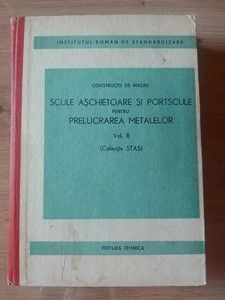 INSTITUTUL ROMAN DE STANDARDIZARE
CONSTRUCȚII DE MAȘINI
SCULE AȘCHIETOARE ȘI PORTSCULE
PENTRU
PRELUCRAREA METALELOR
Vol. II
(Colecție STAS)
EDITURA TEHNICA